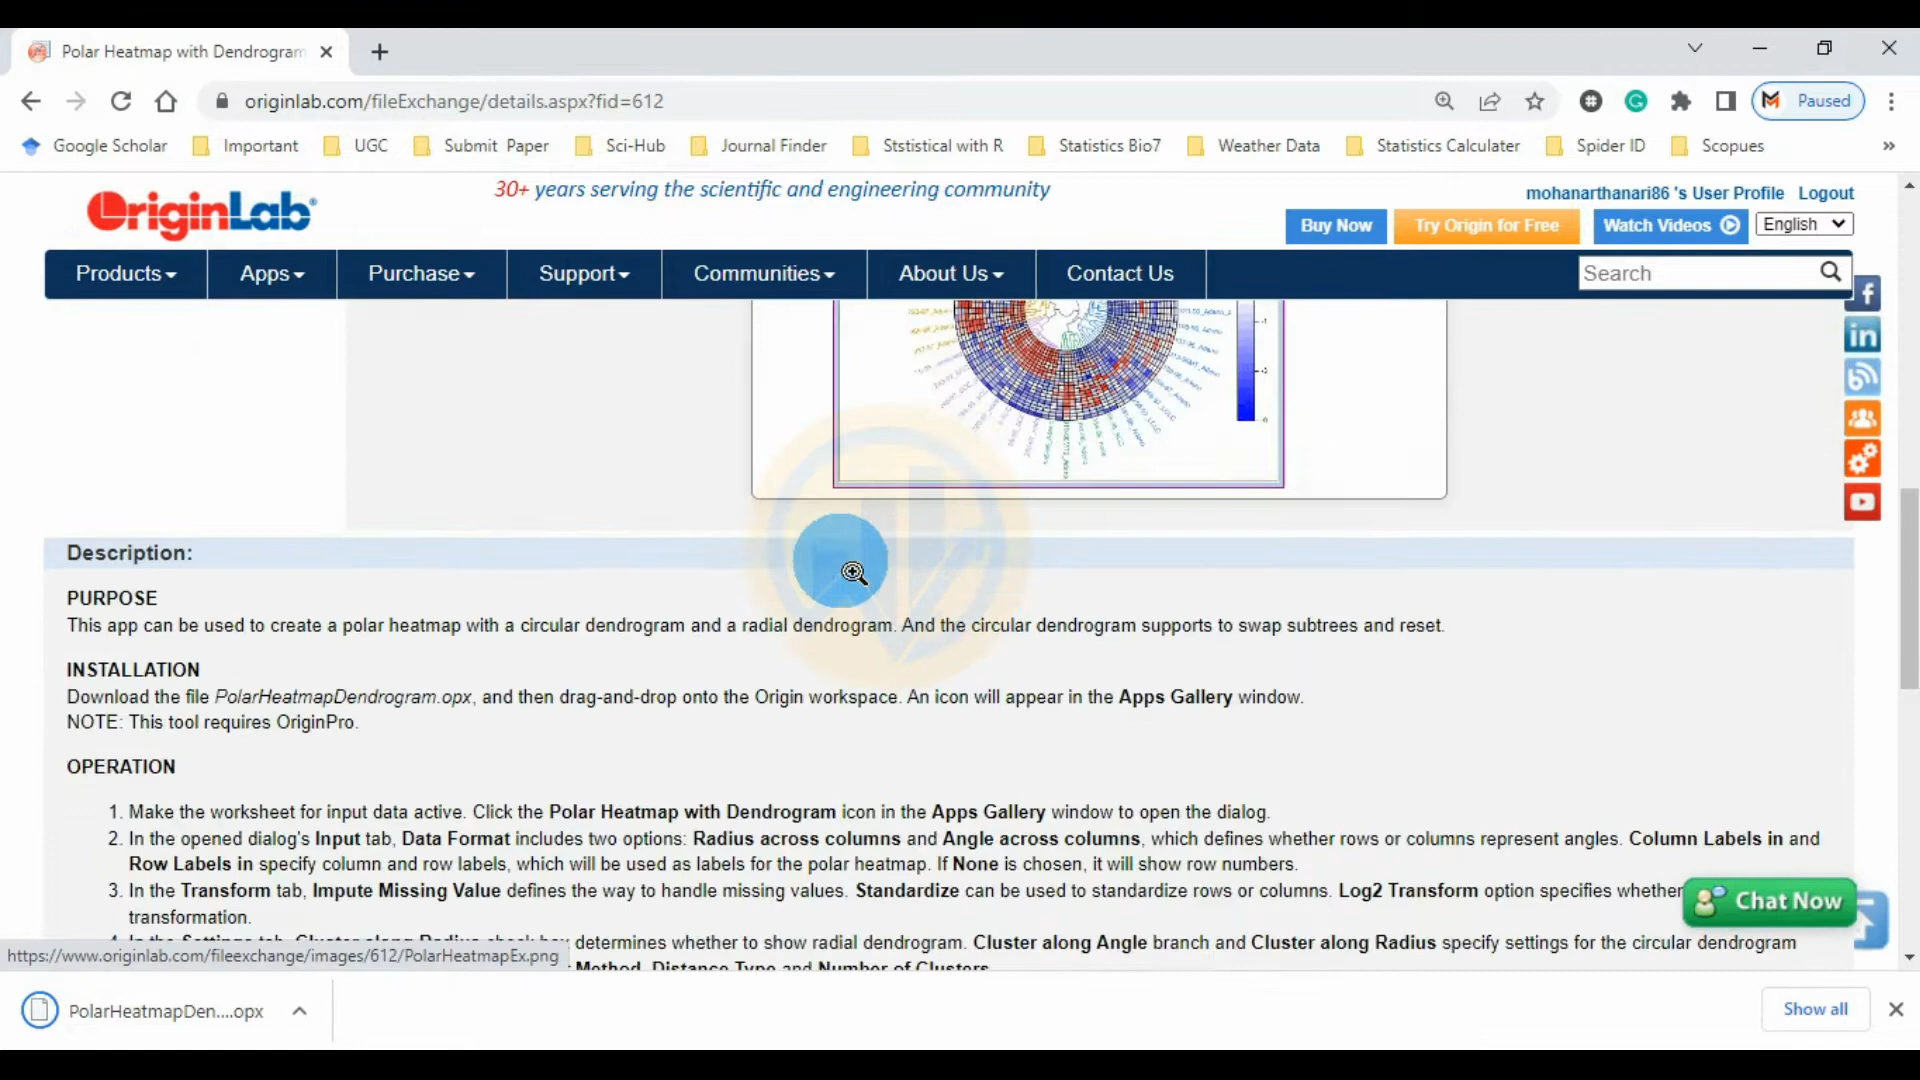 Polar Heatmap with Dendrogram
originlab.com/fileExchange/details.aspx?fid=612
Paused
Google Scholar Important UGC Submit Paper Sci-Hub Journal Finder Ststistical with R Statistics Bio7 Weather Data Statistics Calculater Spider ID Scopues »
OriginLab®
30+ years serving the scientific and engineering community
mohanarthanari86 's User Profile Logout
Buy Now Try Origin for Free Watch Videos English
Products Apps Purchase Support Communities About Us Contact Us Search
Description:
PURPOSE
This app can be used to create a polar heatmap with a circular dendrogram and a radial dendrogram. And the circular dendrogram supports to swap subtrees and reset.
INSTALLATION
Download the file PolarHeatmapDendrogram.opx, and then drag-and-drop onto the Origin workspace. An icon will appear in the Apps Gallery window.
NOTE: This tool requires OriginPro.
OPERATION
1. Make the worksheet for input data active. Click the Polar Heatmap with Dendrogram icon in the Apps Gallery window to open the dialog.
2. In the opened dialog's Input tab, Data Format includes two options: Radius across columns and Angle across columns, which defines whether rows or columns represent angles. Column Labels in and
Row Labels in specify column and row labels, which will be used as labels for the polar heatmap. If None is chosen, it will show row numbers.
3. In the Transform tab, Impute Missing Value defines the way to handle missing values. Standardize can be used to standardize rows or columns. Log2 Transform option specifies whether
transformation.
Chat Now
determines whether to show radial dendrogram. Cluster along Angle branch and Cluster along Radius specify settings for the circular dendrogram
https://www.originlab.com/fileexchange/images/612/PolarHeatmapEx.png
Method, Distance Type and Number of Clusters
PolarHeatmapDen....opx
Show all